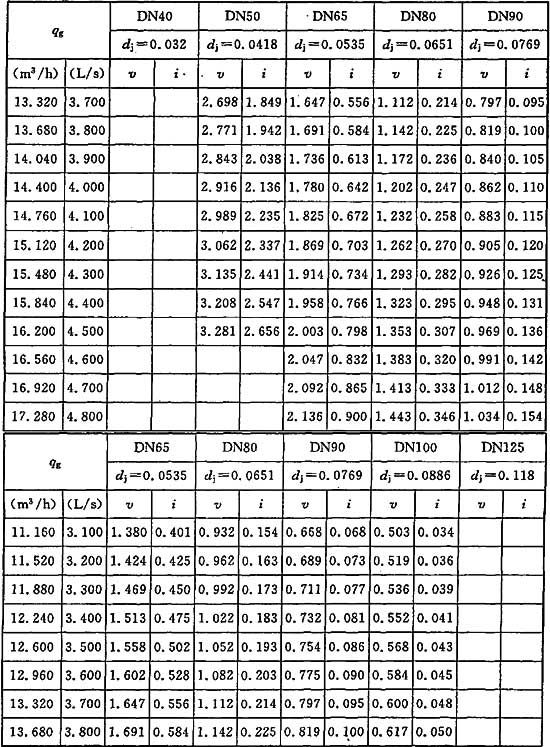 qg DN40 DN50 DN65 DN80 DN90
dj=0.032 dj=0.0418 dj=0.0535 dj=0.0651 dj=0.0769
(m³/h) (L/s) v i v i v i v i v i
13.320 3.700 2.698 1.849 1.647 0.556 1.112 0.214 0.797 0.095
13.680 3.800 2.771 1.942 1.691 0.584 1.142 0.225 0.819 0.100
14.040 3.900 2.843 2.038 1.736 0.613 1.172 0.236 0.840 0.105
14.400 4.000 2.916 2.136 1.780 0.642 1.202 0.247 0.862 0.110
14.760 4.100 2.989 2.235 1.825 0.672 1.232 0.258 0.883 0.115
15.120 4.200 3.062 2.337 1.869 0.703 1.262 0.270 0.905 0.120
15.480 4.300 3.135 2.441 1.914 0.734 1.293 0.282 0.926 0.125
15.840 4.400 3.208 2.547 1.958 0.766 1.323 0.295 0.948 0.131
16.200 4.500 3.281 2.656 2.003 0.798 1.353 0.307 0.969 0.136
16.560 4.600 2.047 0.832 1.383 0.320 0.991 0.142
16.920 4.700 2.092 0.865 1.413 0.333 1.012 0.148
17.280 4.800 2.136 0.900 1.443 0.346 1.034 0.154
qg DN65 DN80 DN90 DN100 DN125
dj=0.0535 dj=0.0651 dj=0.0769 dj=0.0886 dj=0.118
(m³/h) (L/s) v i v i v i v i v i
11.160 3.100 1.380 0.401 0.932 0.154 0.668 0.068 0.503 0.034
11.520 3.200 1.424 0.425 0.962 0.163 0.689 0.073 0.519 0.036
11.880 3.300 1.469 0.450 0.992 0.173 0.711 0.077 0.536 0.039
12.240 3.400 1.513 0.475 1.022 0.183 0.732 0.081 0.552 0.041
12.600 3.500 1.558 0.502 1.052 0.193 0.754 0.086 0.568 0.043
12.960 3.600 1.602 0.528 1.082 0.203 0.775 0.090 0.584 0.045
13.320 3.700 1.647 0.556 1.112 0.214 0.797 0.095 0.600 0.048
13.680 3.800 1.691 0.584 1.142 0.225 0.819 0.100 0.617 0.050